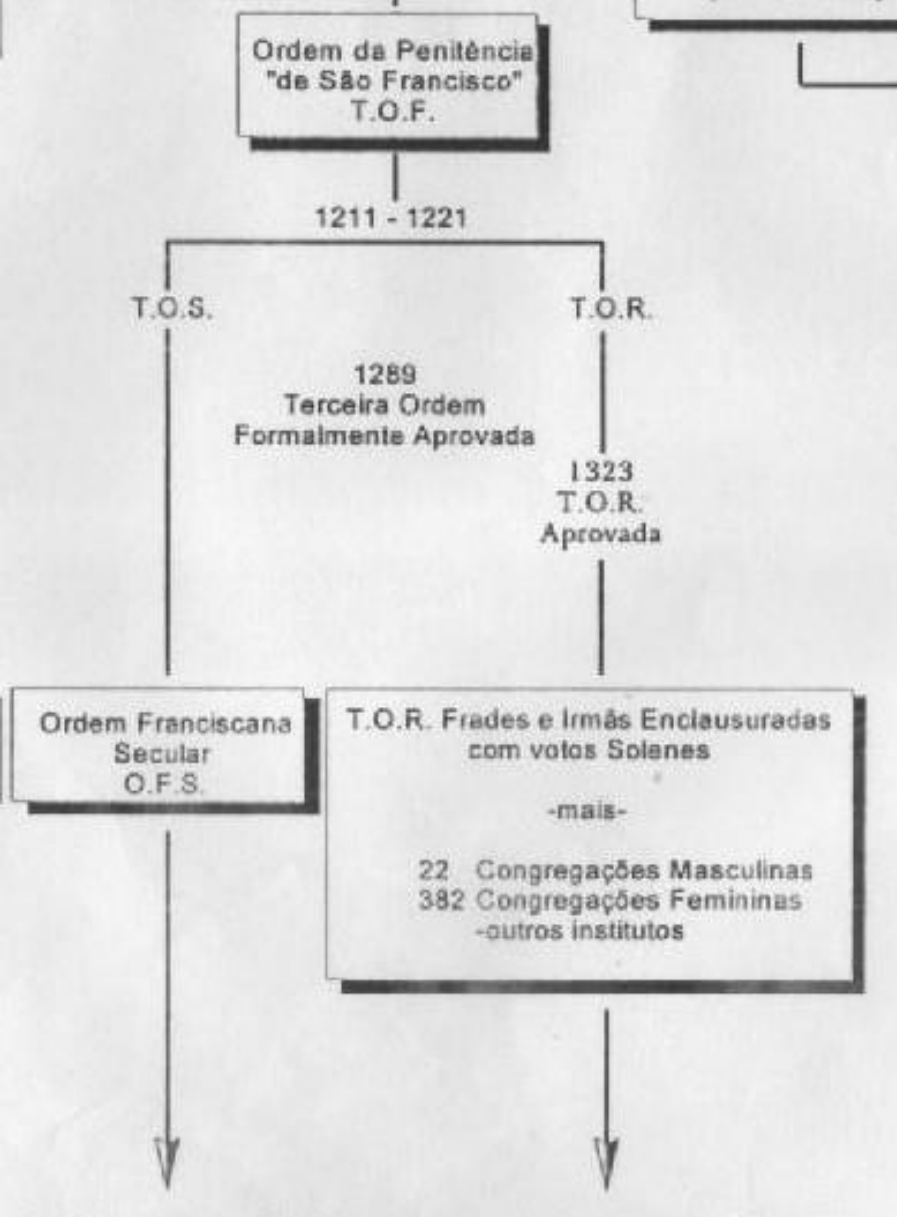 Ordem da Penitência
"de São Francisco"
T.O.F.
1211 - 1221
T.O.S.
T.O.R.
1289
Terceira Ordem
Formalmente Aprovada
1323
T.O.R.
Aprovada
Ordem Franciscana
Secular
O.F.S.
T.O.R. Frades e Irmãs Enclausuradas
com votos Solenes
-mais-
22 Congregações Masculinas
382 Congregações Femininas
-outros institutos